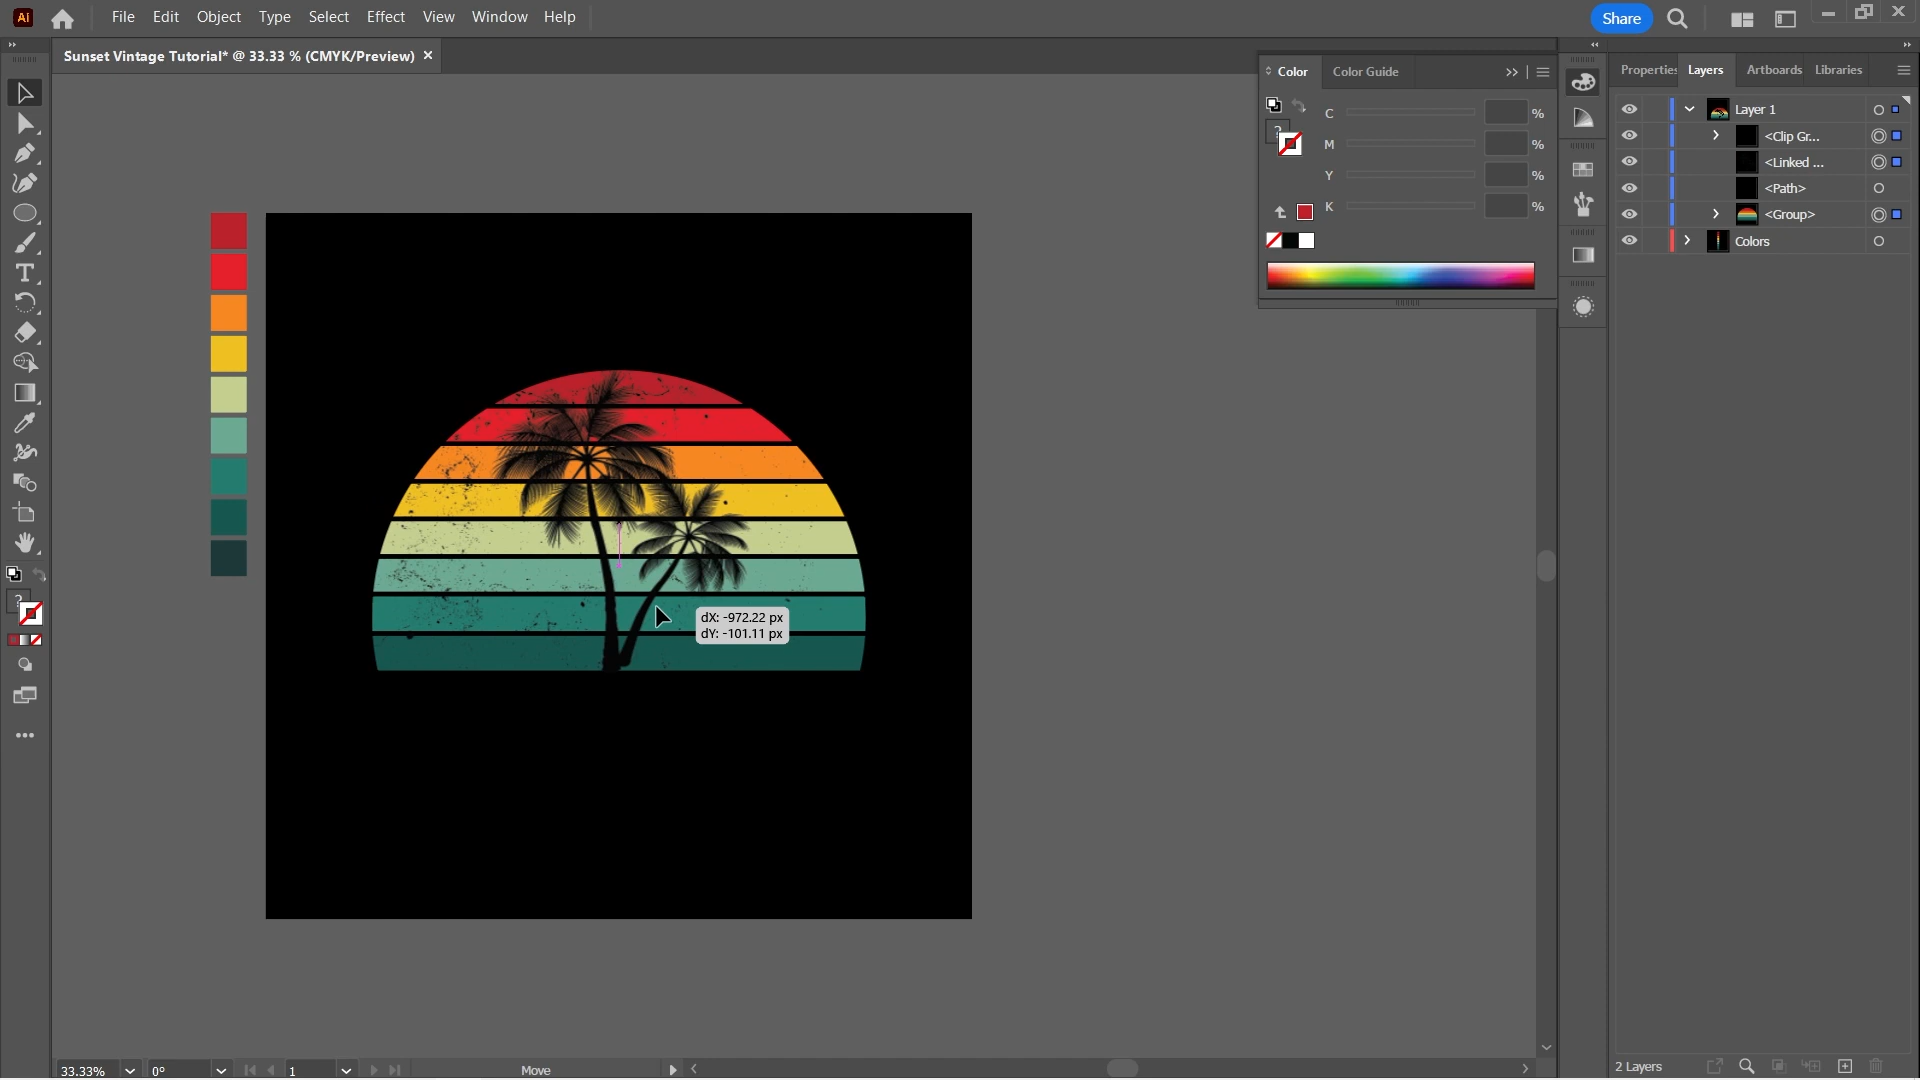 Ai File Edit Object Type Select Effect View Window Help Share
Sunset Vintage Tutorial* @ 33.33 % (CMYK/Preview) ×
Color Color Guide
C %
M %
Y %
K %
?
Properties Layers Artboards Libraries
Layer 1
<Clip Gr...
<Linked ...
<Path>
<Group>
Colors
dX: -972.22 px
dY: -101.11 px
?
33.33% 0° 1 Move
2 Layers